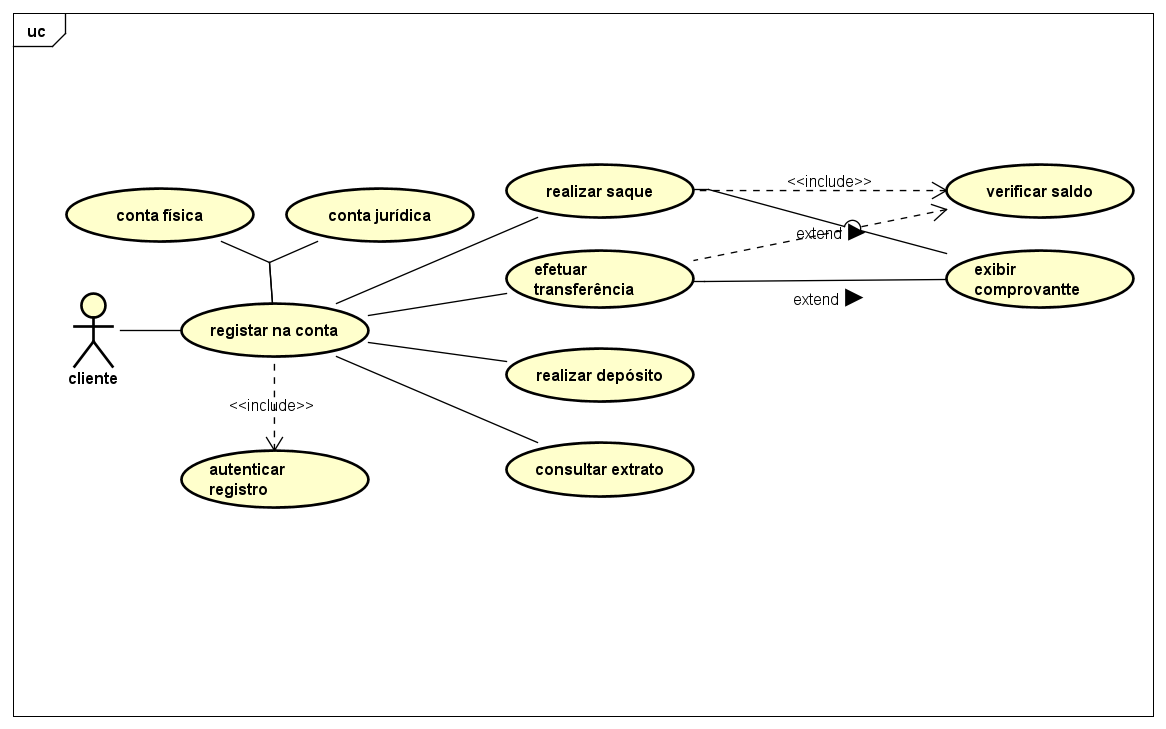 uc
conta física
conta jurídica
realizar saque
<<include>>
verificar saldo
extend
efetuar
transferência
exibir
comprovantte
extend
registar na conta
cliente
realizar depósito
<<include>>
autenticar
registro
consultar extrato